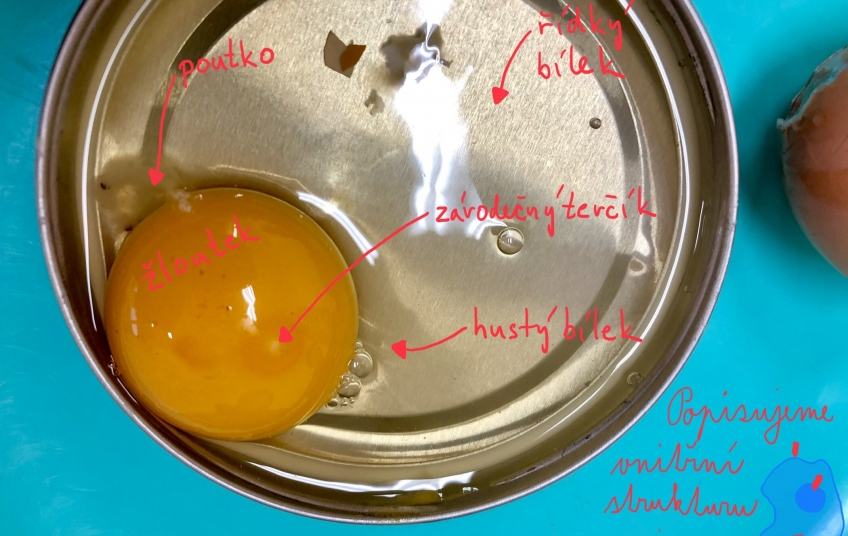 řídký
bílek
poutko
zárodečný terčík
žloutek
hustý bílek
Popisujeme
vnitřní
strukturu